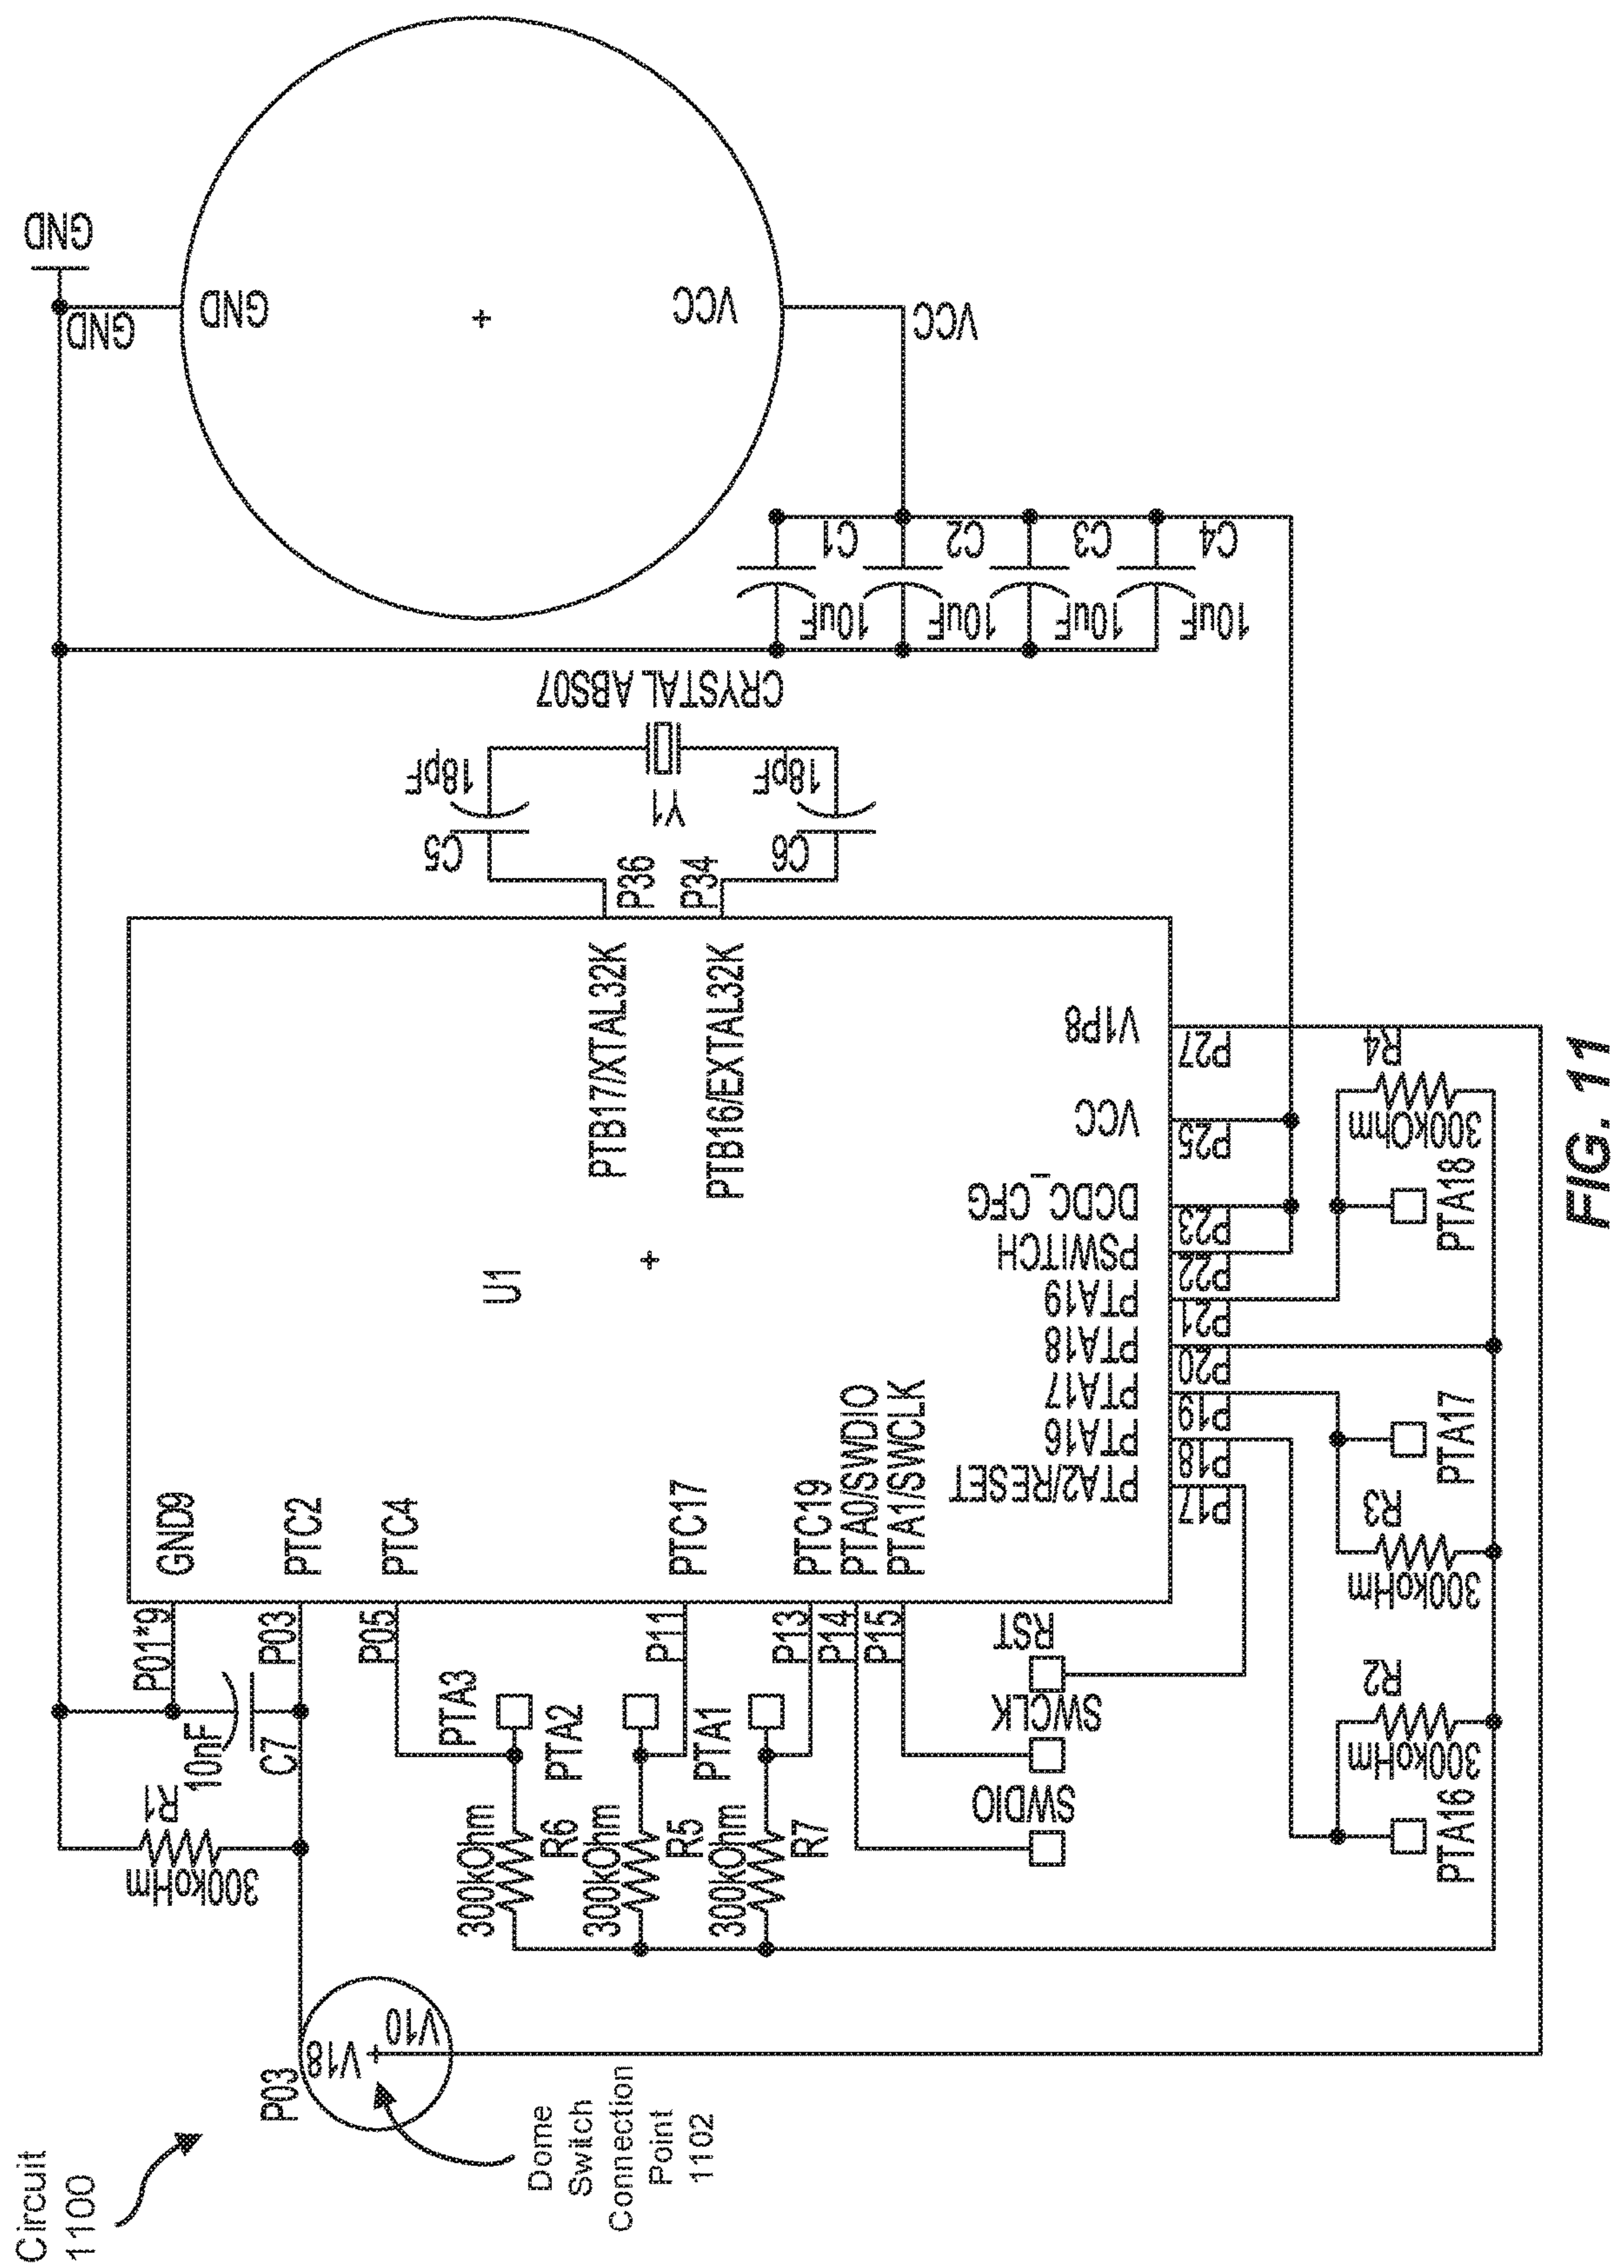 Circuit
1100
P03
V18
V10
Dome
Switch
Connection
Point
1102
R1
300koHm
10nF
C7
P01*9
P03
P05
P11
P13
P14
P15
GND9
PTC2
PTC4
PTC17
PTC19
PTA0/SWDIO
PTA1/SWCLK
PTA3
300kOhm
R6
PTA2
300kOhm
R5
PTA1
300kOhm
R7
SWDIO
SWCLK
RST
U1
PTA2/RESET
PTA16
PTA17
PTA18
PTA19
PSWITCH
DCDC_CFG
VCC
V1P8
P17
P18
P19
P20
P21
P22
P23
P25
P27
PTA16
R2
300koHm
R3
300koHm
PTA17
PTA18
R4
300kOhm
PTB17/XTAL32K
PTB16/EXTAL32K
P36
P34
C5
18pF
C6
18pF
Y1
CRYSTAL ABS07
10uF
C1
10uF
C2
10uF
C3
10uF
C4
GND
GND
GND
VCC
VCC
FIG. 11